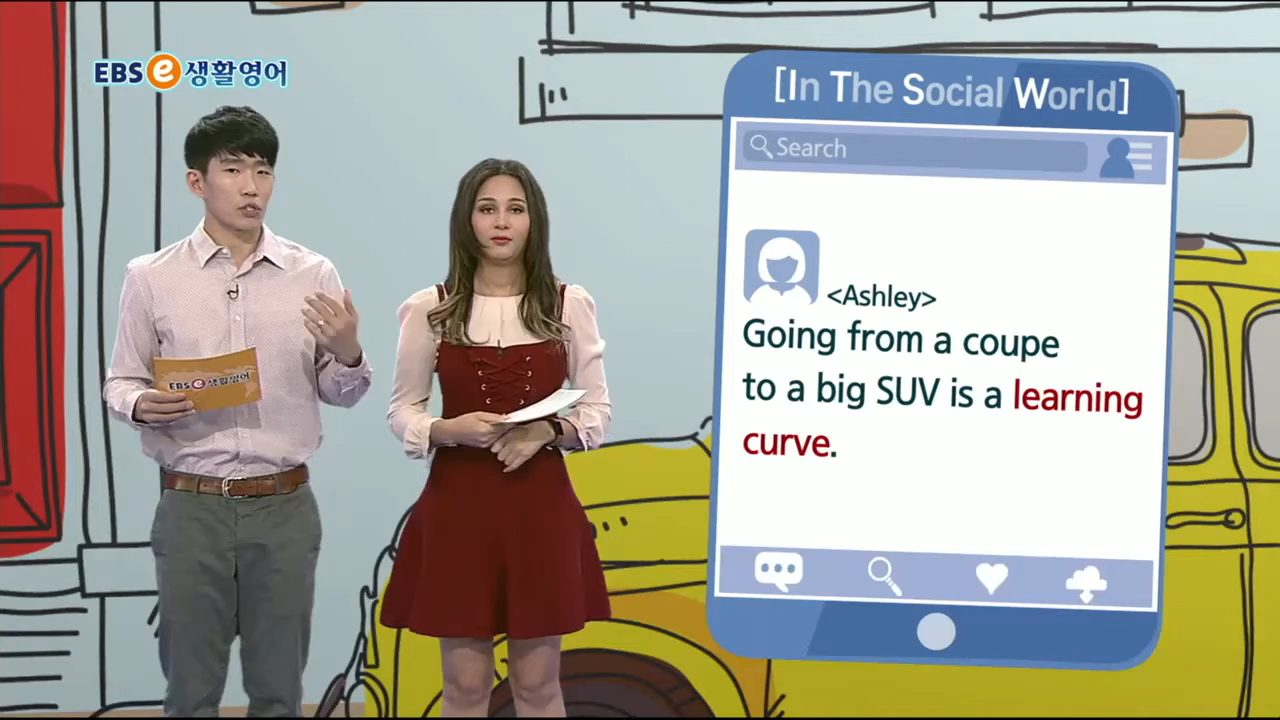 EBS e 생활영어
[In The Social World]
Search
<Ashley>
Going from a coupe
to a big SUV is a learning
curve.
EBS e 생활영어